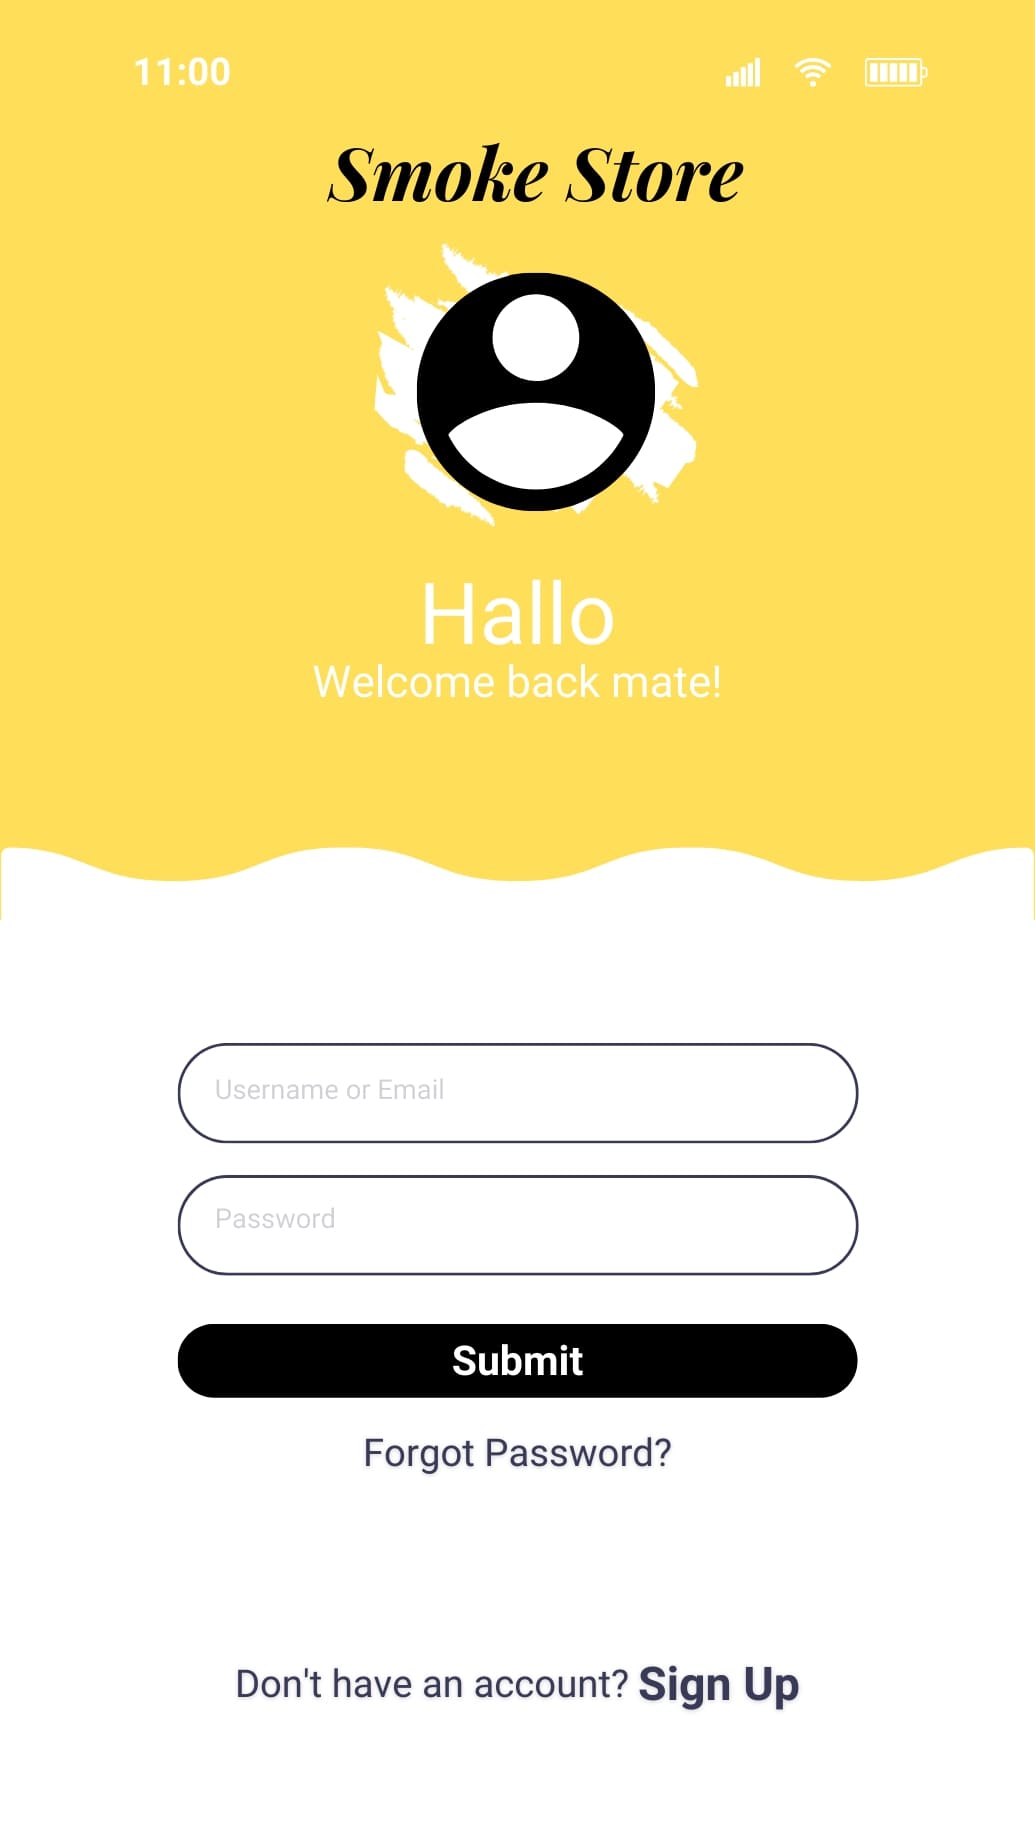 11:00
Smoke Store
Hallo
Welcome back mate!
Username or Email
Password
Submit
Forgot Password?
Don't have an account? Sign Up